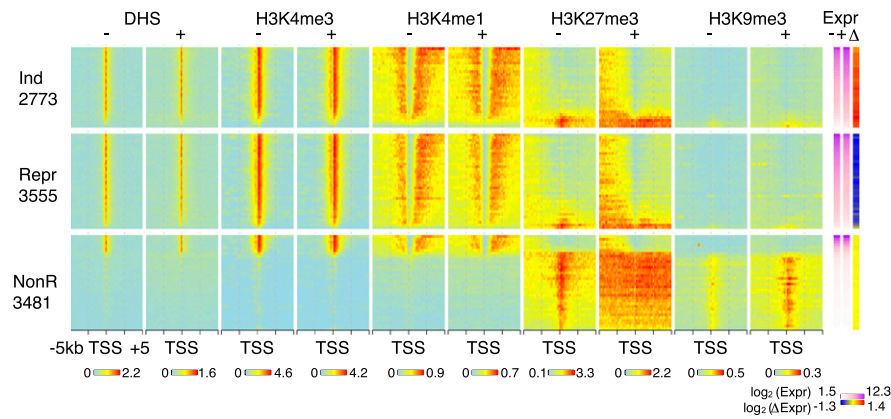 DHS H3K4me3 H3K4me1 H3K27me3 H3K9me3 Expr
- + - + - + - + - + - + Δ
Ind
2773
Repr
3555
NonR
3481
-5kb TSS +5 TSS TSS TSS TSS TSS TSS TSS TSS TSS
0 2.2 0 1.6 0 4.6 0 4.2 0 0.9 0 0.7 0.1 3.3 0 2.2 0 0.5 0 0.3
log₂ (Expr) 1.5 12.3
log₂ (ΔExpr) -1.3 1.4